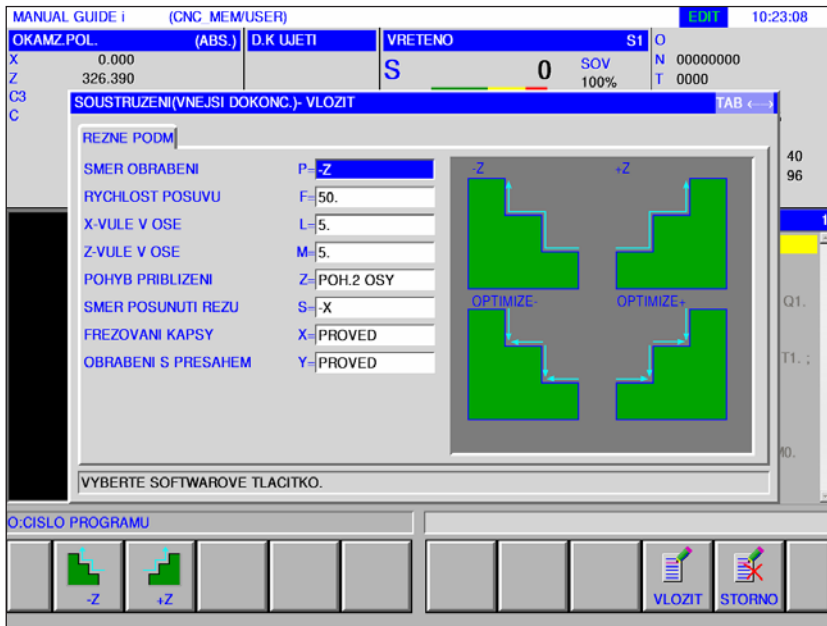 MANUAL GUIDE i (CNC_MEM/USER) EDIT 10:23:08
OKAMZ.POL. (ABS.) D.K UJETI VRETENO S1 O
X 0.000 S 0 SOV N 00000000
Z 326.390 100% T 0000
C3
C
SOUSTRUZENI(VNEJSI DOKONC.)- VLOZIT TAB
REZNE PODM
SMER OBRABENI P= -Z
RYCHLOST POSUVU F= 50.
X-VULE V OSE L= 5.
Z-VULE V OSE M= 5.
POHYB PRIBLIZENI Z= POH.2 OSY
SMER POSUNUTI REZU S= -X
FREZOVANI KAPSY X= PROVED
OBRABENI S PRESAHEM Y= PROVED
-Z +Z
OPTIMIZE- OPTIMIZE+
40
96
1
Q1.
T1. ;
M0.
VYBERTE SOFTWAROVE TLACITKO.
O:CISLO PROGRAMU
-Z +Z VLOZIT STORNO